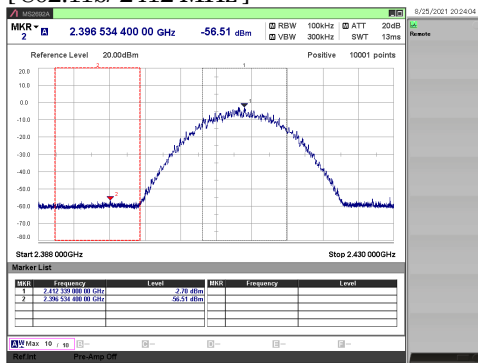 [ 802.11b / 2412 MHz ]
MS2692A
8/25/2021 20:24:04
MKR 2 A 2.396 534 400 00 GHz -56.51 dBm
M RBW 100kHz M ATT 20dB
M VBW 300kHz SWT 13ms
Remote
Reference Level 20.00dBm Positive 10001 points
2
1
20.0
10.0
0.0
1
-10.0
-20.0
-30.0
-40.0
-50.0
2
-60.0
-70.0
-80.0
Start 2.388 000GHz Stop 2.430 000GHz
Marker List
MKR Frequency Level MKR Frequency Level
1 2.412 339 000 00 GHz -2.70 dBm
2 2.396 534 400 00 GHz -56.51 dBm
A W Max 10 / 10
Ref.Int Pre-Amp Off